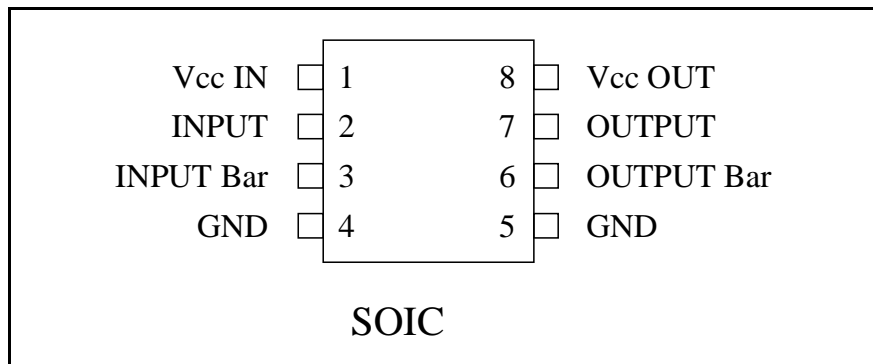 Vcc IN 1 8 Vcc OUT
INPUT 2 7 OUTPUT
INPUT Bar 3 6 OUTPUT Bar
GND 4 5 GND
SOIC